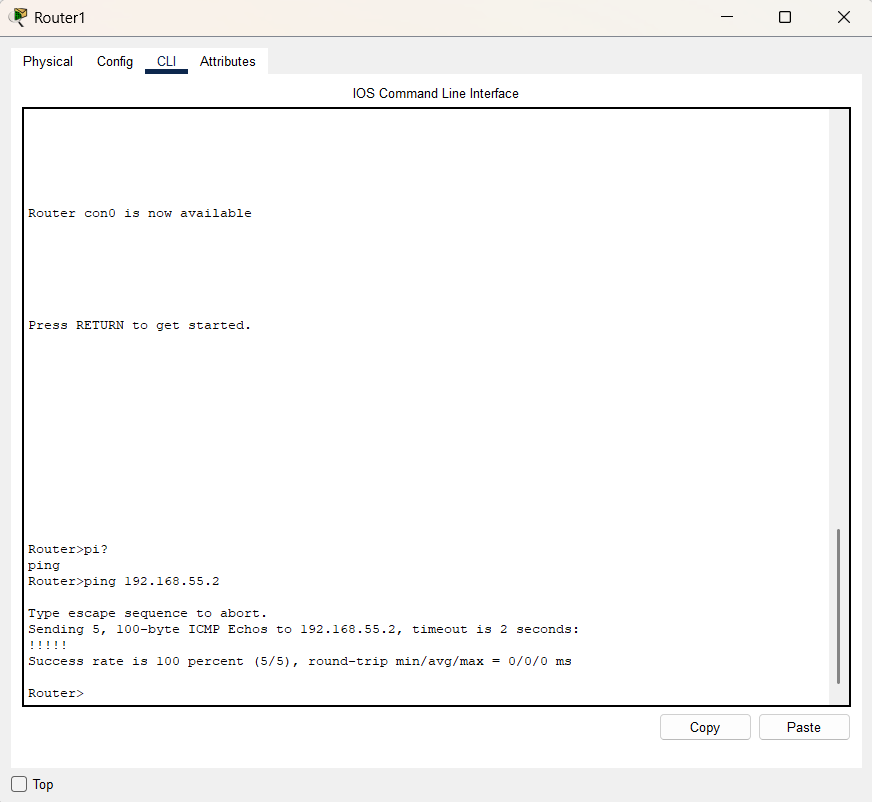 Router1
Physical Config CLI Attributes
IOS Command Line Interface
Router con0 is now available
Press RETURN to get started.
Router>pi?
ping
Router>ping 192.168.55.2
Type escape sequence to abort.
Sending 5, 100-byte ICMP Echos to 192.168.55.2, timeout is 2 seconds:
!!!!!
Success rate is 100 percent (5/5), round-trip min/avg/max = 0/0/0 ms
Router>
Copy Paste
Top